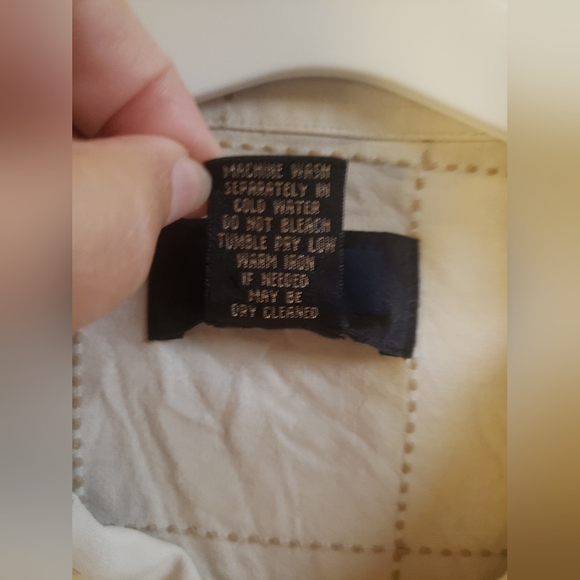 MACHINE WASH
SEPARATELY IN
COLD WATER
DO NOT BLEACH
TUMBLE DRY LOW
WARM IRON
IF NEEDED
MAY BE
DRY CLEANED